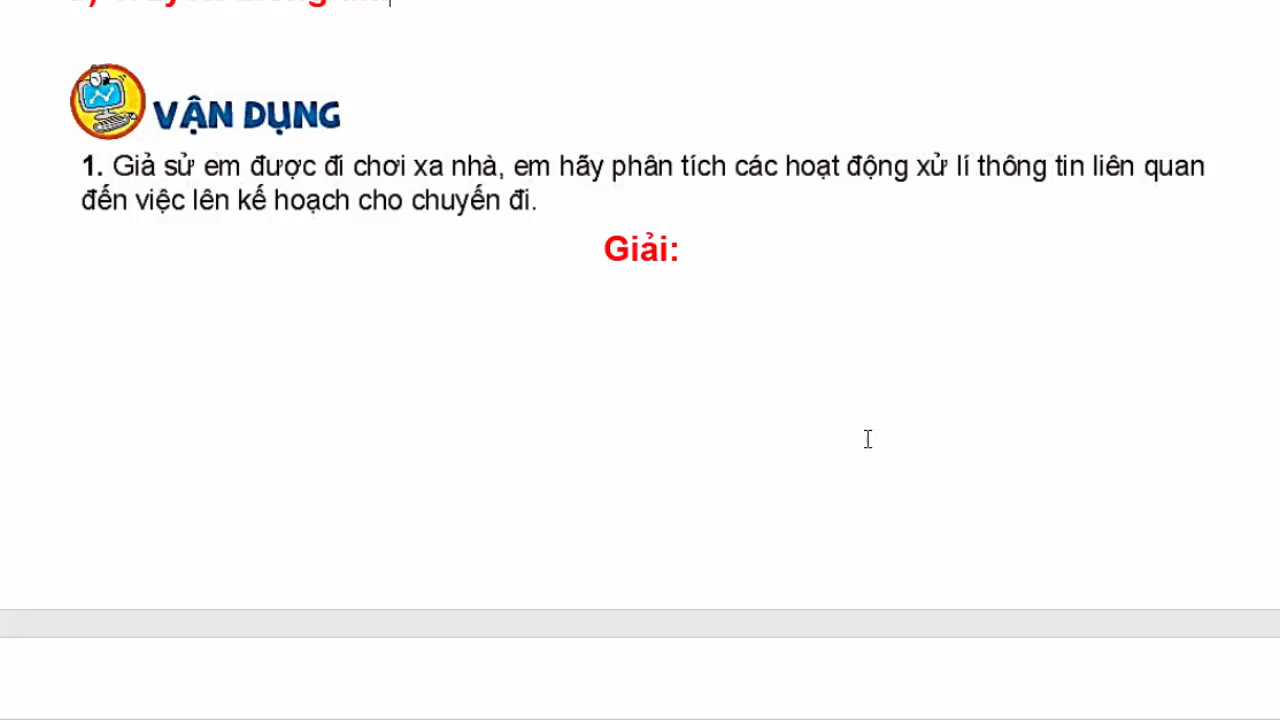 VẬN DỤNG
1. Giả sử em được đi chơi xa nhà, em hãy phân tích các hoạt động xử lí thông tin liên quan
đến việc lên kế hoạch cho chuyến đi.
Giải: